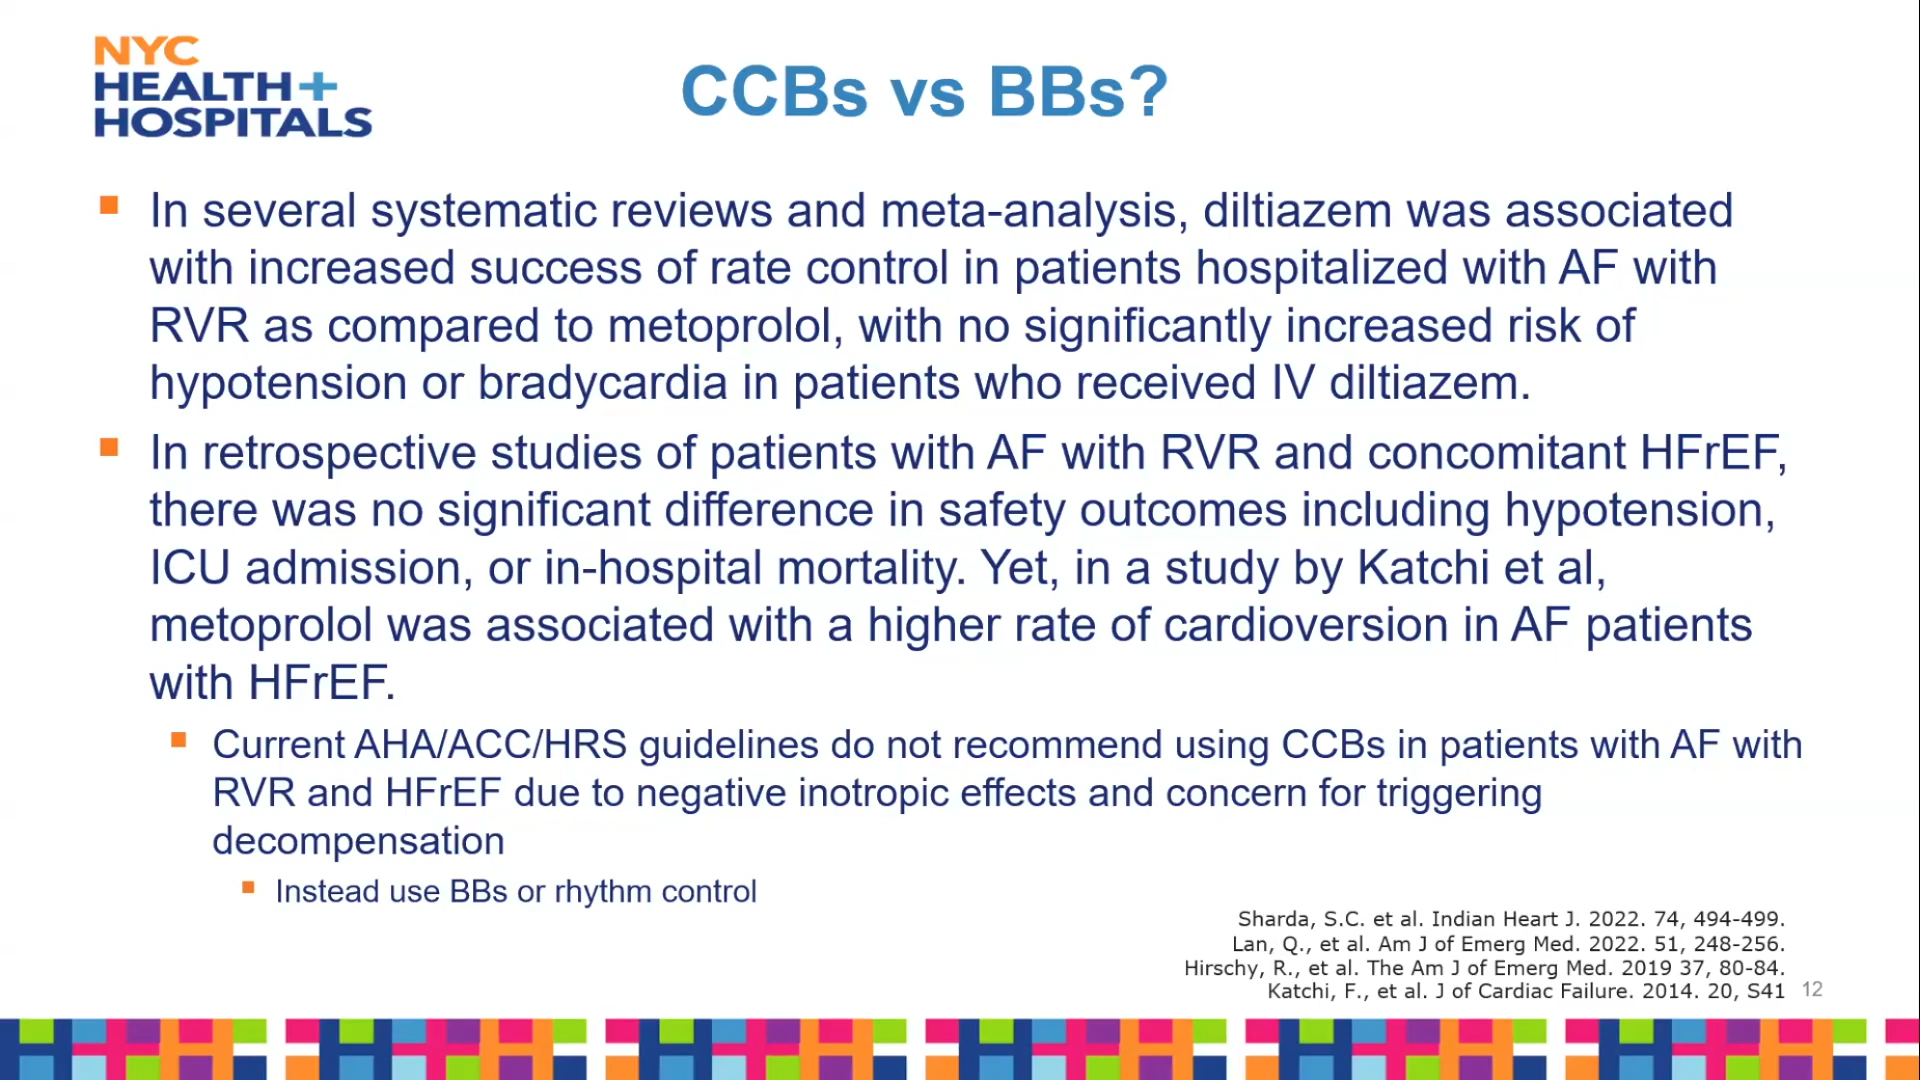 NYC
HEALTH+
HOSPITALS
CCBs vs BBs?
In several systematic reviews and meta-analysis, diltiazem was associated
with increased success of rate control in patients hospitalized with AF with
RVR as compared to metoprolol, with no significantly increased risk of
hypotension or bradycardia in patients who received IV diltiazem.
In retrospective studies of patients with AF with RVR and concomitant HFrEF,
there was no significant difference in safety outcomes including hypotension,
ICU admission, or in-hospital mortality. Yet, in a study by Katchi et al,
metoprolol was associated with a higher rate of cardioversion in AF patients
with HFrEF.
Current AHA/ACC/HRS guidelines do not recommend using CCBs in patients with AF with
RVR and HFrEF due to negative inotropic effects and concern for triggering
decompensation
Instead use BBs or rhythm control
Sharda, S.C. et al. Indian Heart J. 2022. 74, 494-499.
Lan, Q., et al. Am J of Emerg Med. 2022. 51, 248-256.
Hirschy, R., et al. The Am J of Emerg Med. 2019 37, 80-84.
Katchi, F., et al. J of Cardiac Failure. 2014. 20, S41
12